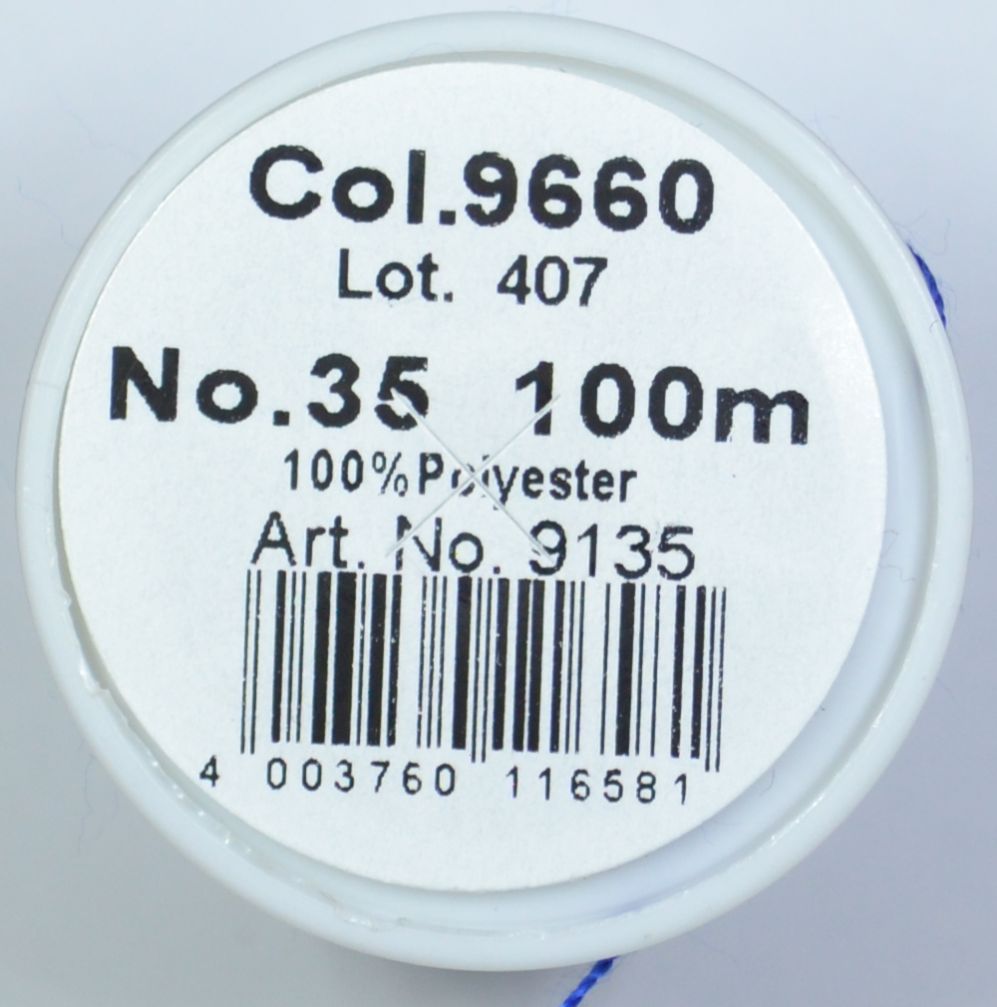 Col.9660
Lot. 407
No.35 100m
100%Polyester
Art. No. 9135
4 003760 116581